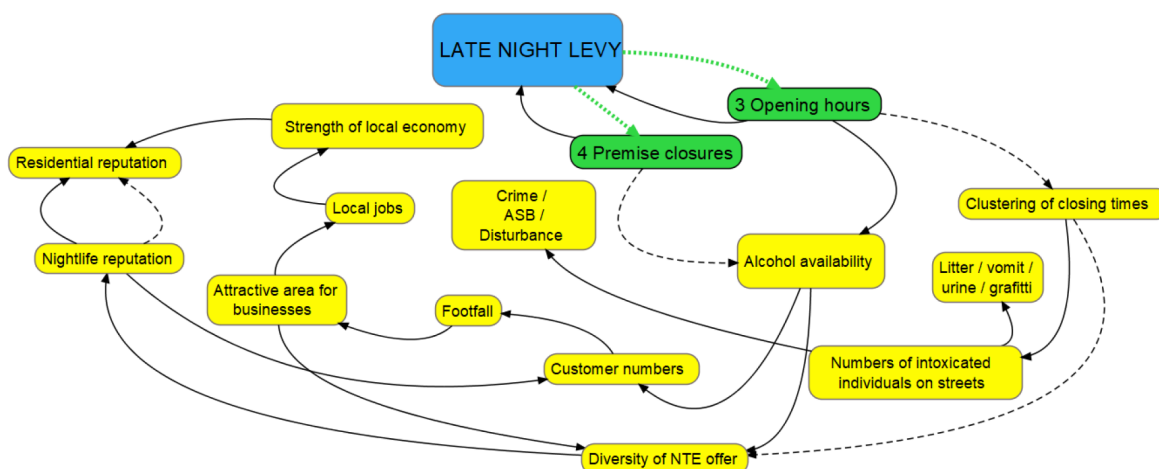 LATE NIGHT LEVY
3 Opening hours
Strength of local economy
4 Premise closures
Residential reputation
Crime /
ASB /
Disturbance
Local jobs
Clustering of closing times
Nightlife reputation
Alcohol availability
Litter / vomit /
urine / grafitti
Attractive area for
businesses
Footfall
Customer numbers
Numbers of intoxicated
individuals on streets
Diversity of NTE offer